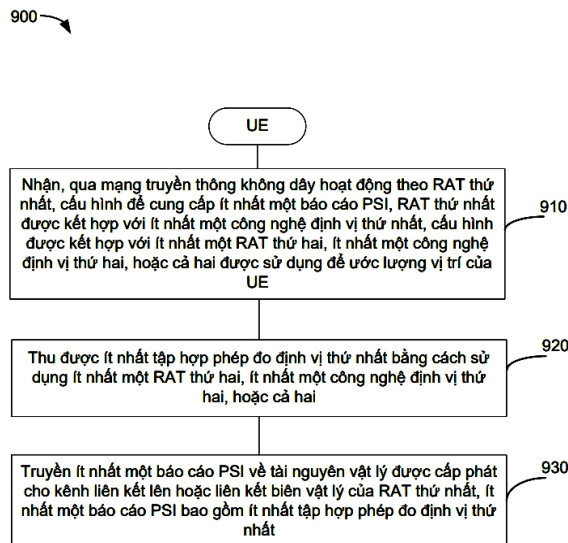 900
UE
Nhận, qua mạng truyền thông không dây hoạt động theo RAT thứ
nhất, cấu hình để cung cấp ít nhất một báo cáo PSI, RAT thứ nhất
được kết hợp với ít nhất một công nghệ định vị thứ nhất, cấu hình
được kết hợp với ít nhất một RAT thứ hai, ít nhất một công nghệ
định vị thứ hai, hoặc cả hai được sử dụng để ước lượng vị trí của
UE
910
Thu được ít nhất tập hợp phép đo định vị thứ nhất bằng cách sử
dụng ít nhất một RAT thứ hai, ít nhất một công nghệ định vị thứ
hai, hoặc cả hai
920
Truyền ít nhất một báo cáo PSI về tài nguyên vật lý được cấp phát
cho kênh liên kết lên hoặc liên kết biên vật lý của RAT thứ nhất, ít
nhất một báo cáo PSI bao gồm ít nhất tập hợp phép đo định vị thứ
nhất
930